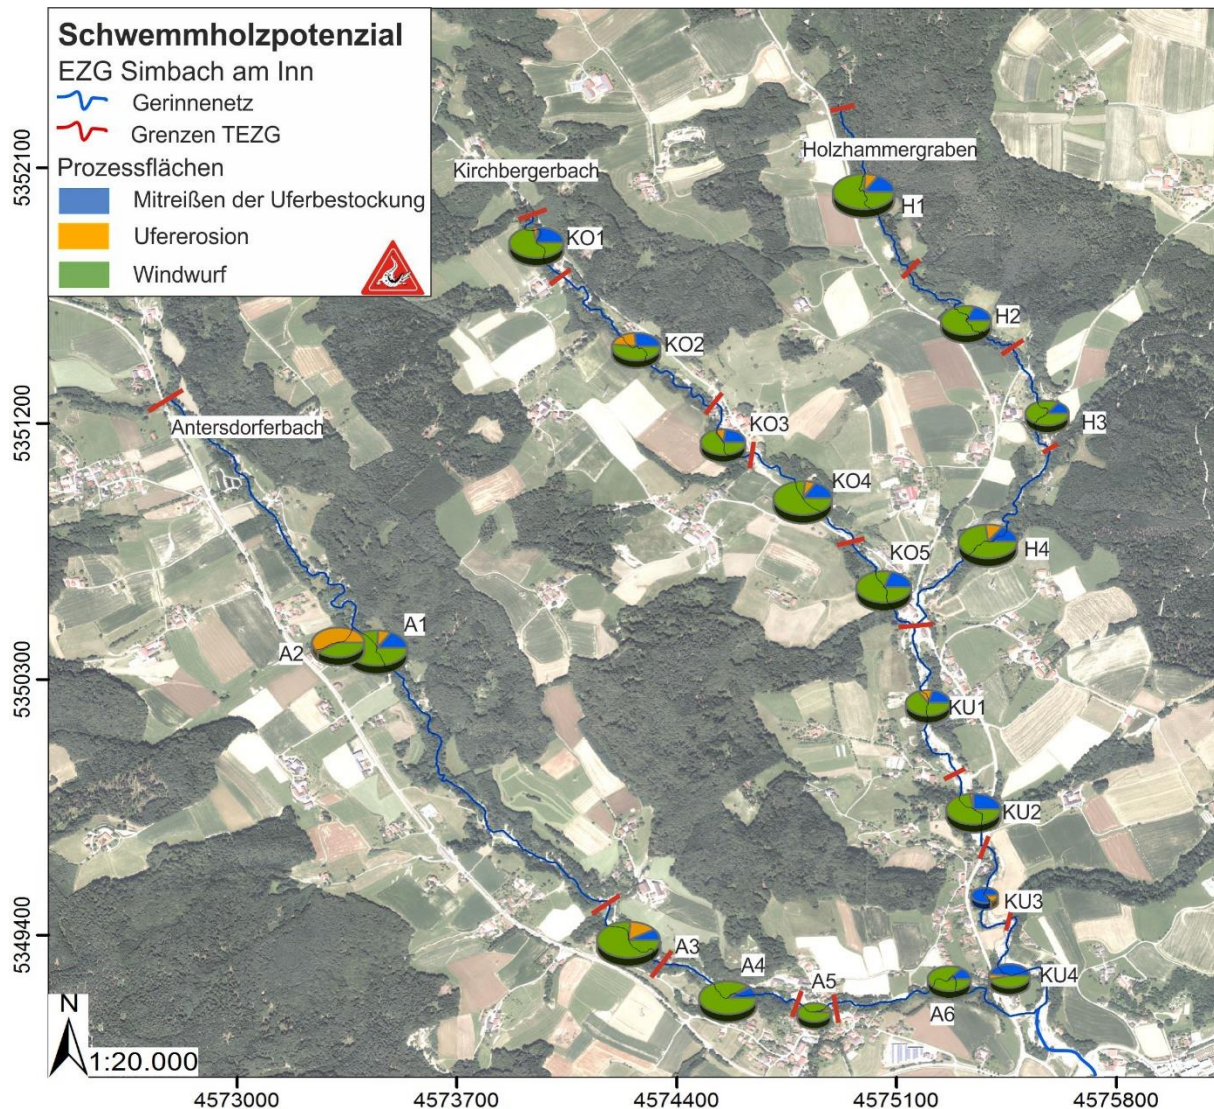 Schwemmholzpotenzial
EZG Simbach am Inn
Gerinnenetz
Grenzen TEZG
Prozessflächen
Mitreißen der Uferbestockung
Ufererosion
Windwurf
Kirchbergerbach
Holzhammergraben
H1
KO1
H2
KO2
H3
KO3
Antersdorferbach
KO4
H4
KO5
A1
A2
KU1
KU2
KU3
A3
A4
A5
KU4
A6
N
1:20.000
5352100
5351200
5350300
5349400
4573000
4573700
4574400
4575100
4575800